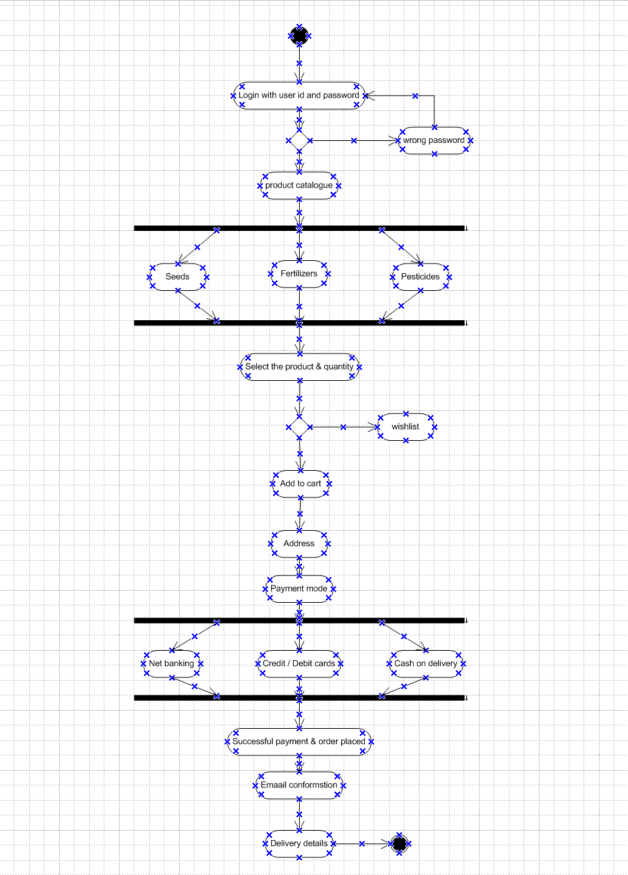 Login with user id and password
wrong password
product catalogue
Seeds
Fertilizers
Pesticides
Select the product & quantity
wishlist
Add to cart
Address
Payment mode
Net banking
Credit / Debit cards
Cash on delivery
Successful payment & order placed
Emaail conformstion
Delivery details